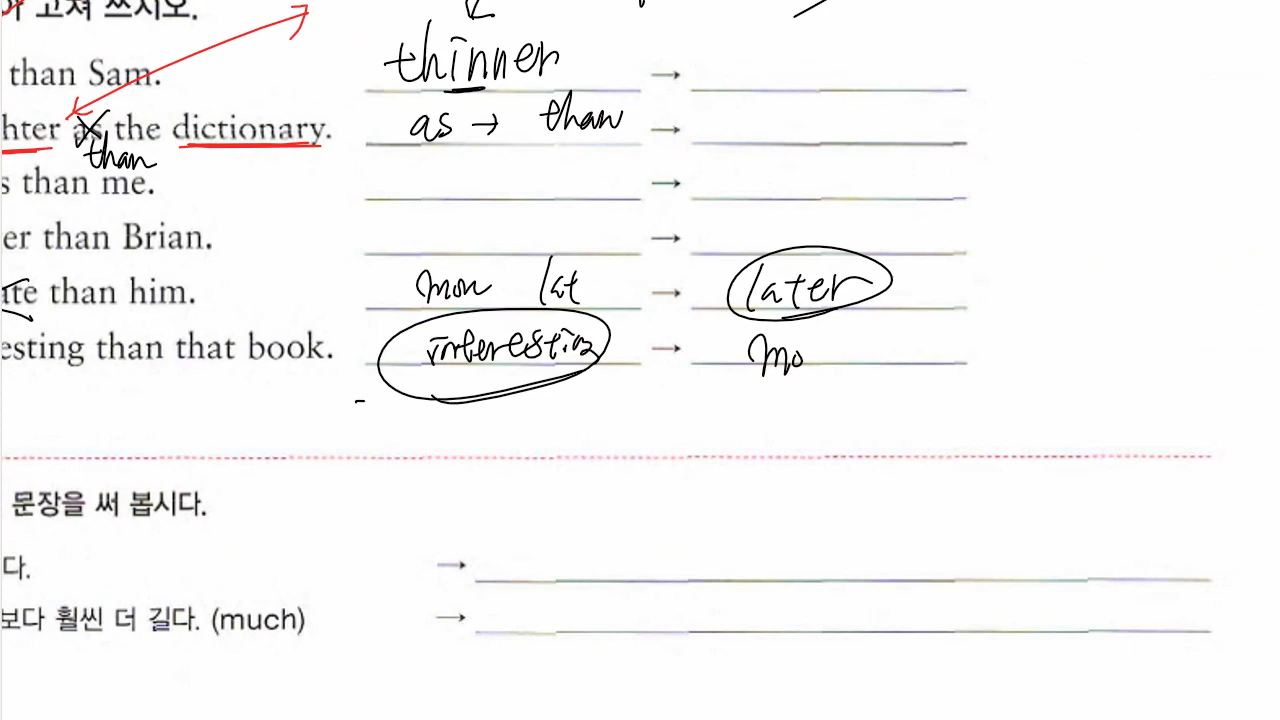 고쳐 쓰시오.
thinner
than Sam. →
hter as the dictionary. as → than →
than
s than me. →
er than Brian. →
than him. → later
esting than that book. →
문장을 써 봅시다.
다. →
보다 훨씬 더 길다. (much) →